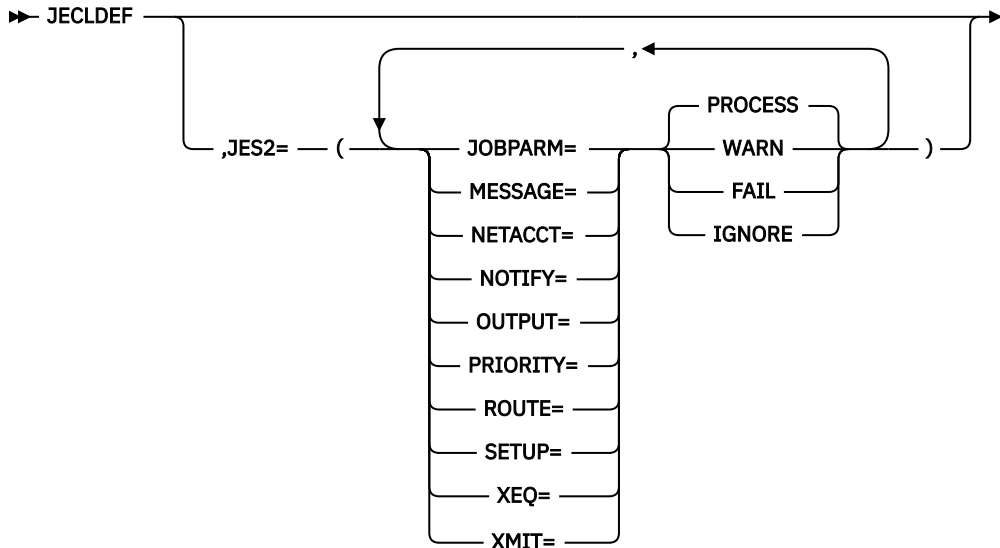 JECLDEF
,
,JES2= ( JOBPARM= PROCESS WARN )
MESSAGE= FAIL
NETACCT= IGNORE
NOTIFY=
OUTPUT=
PRIORITY=
ROUTE=
SETUP=
XEQ=
XMIT=